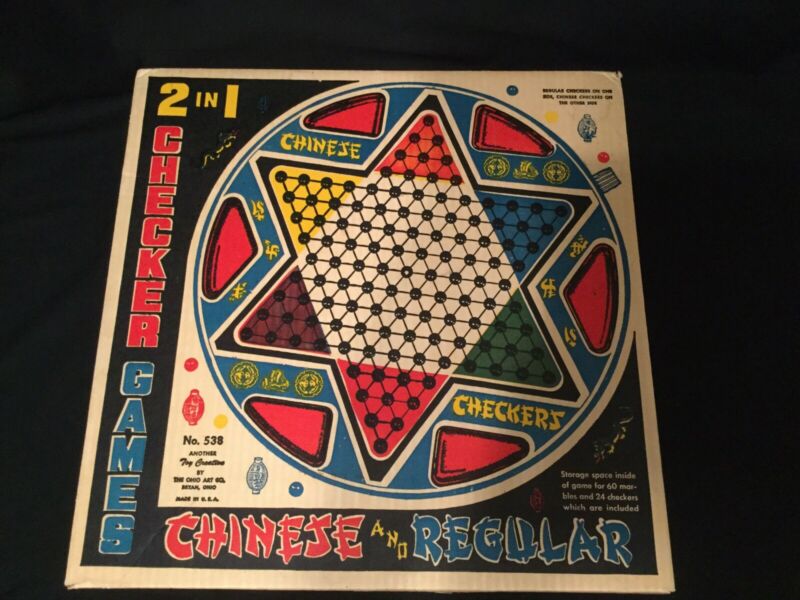 2 IN 1
CHECKER
GAMES
REGULAR CHECKERS ON ONE
SIDE, CHINESE CHECKERS ON
THE OTHER SIDE
CHINESE
CHECKERS
No. 538
ANOTHER
Toy Creation
BY
THE OHIO ART CO.
BRYAN, OHIO
MADE IN U.S.A.
Storage space inside
of game for 60 mar-
bles and 24 checkers
which are included
CHINESE AND REGULAR